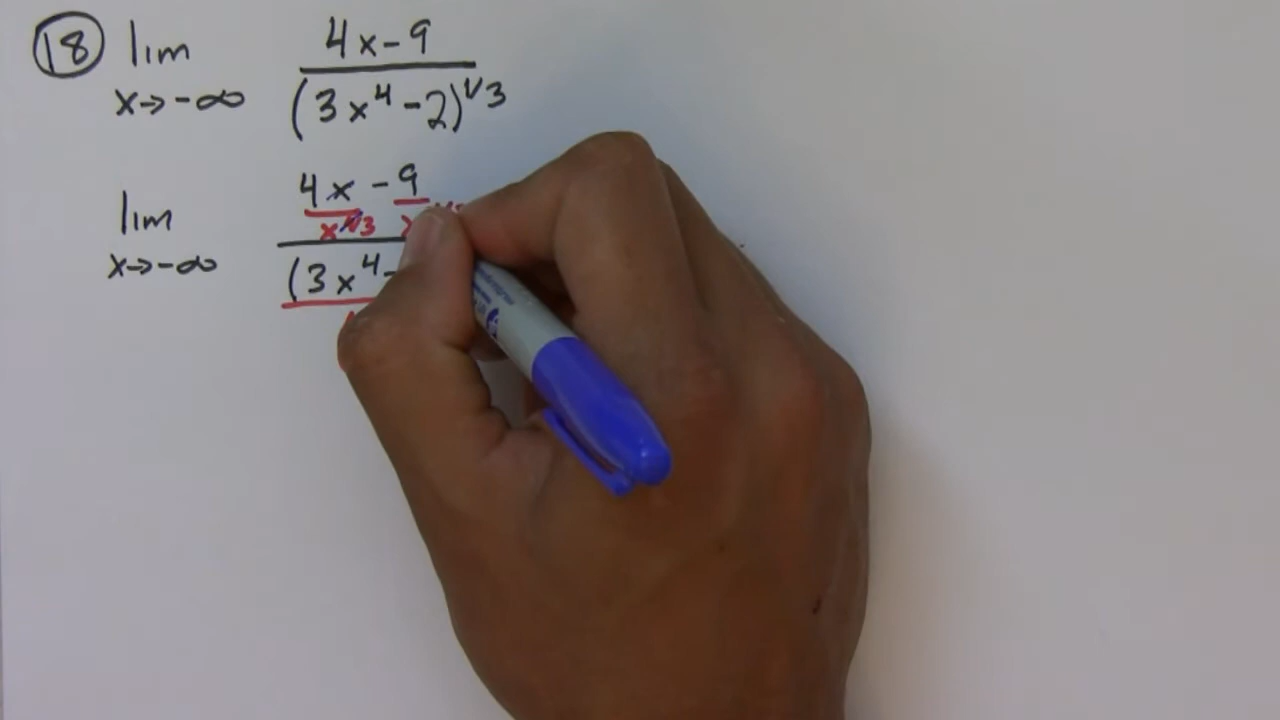 18 lim 4x-9
x→-∞ (3x⁴-2)^1/3
lim 4x - 9
x^4/3 x
x→-∞ (3x⁴-